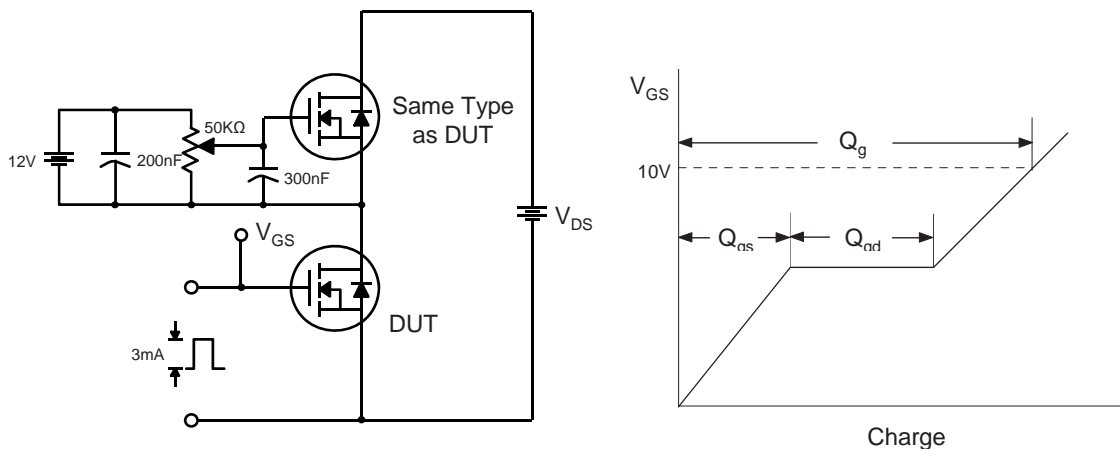 Same Type
as DUT
50KΩ
12V
200nF
300nF
V_GS
V_DS
DUT
3mA
V_GS
Q_g
10V
Q_gs
Q_gd
Charge